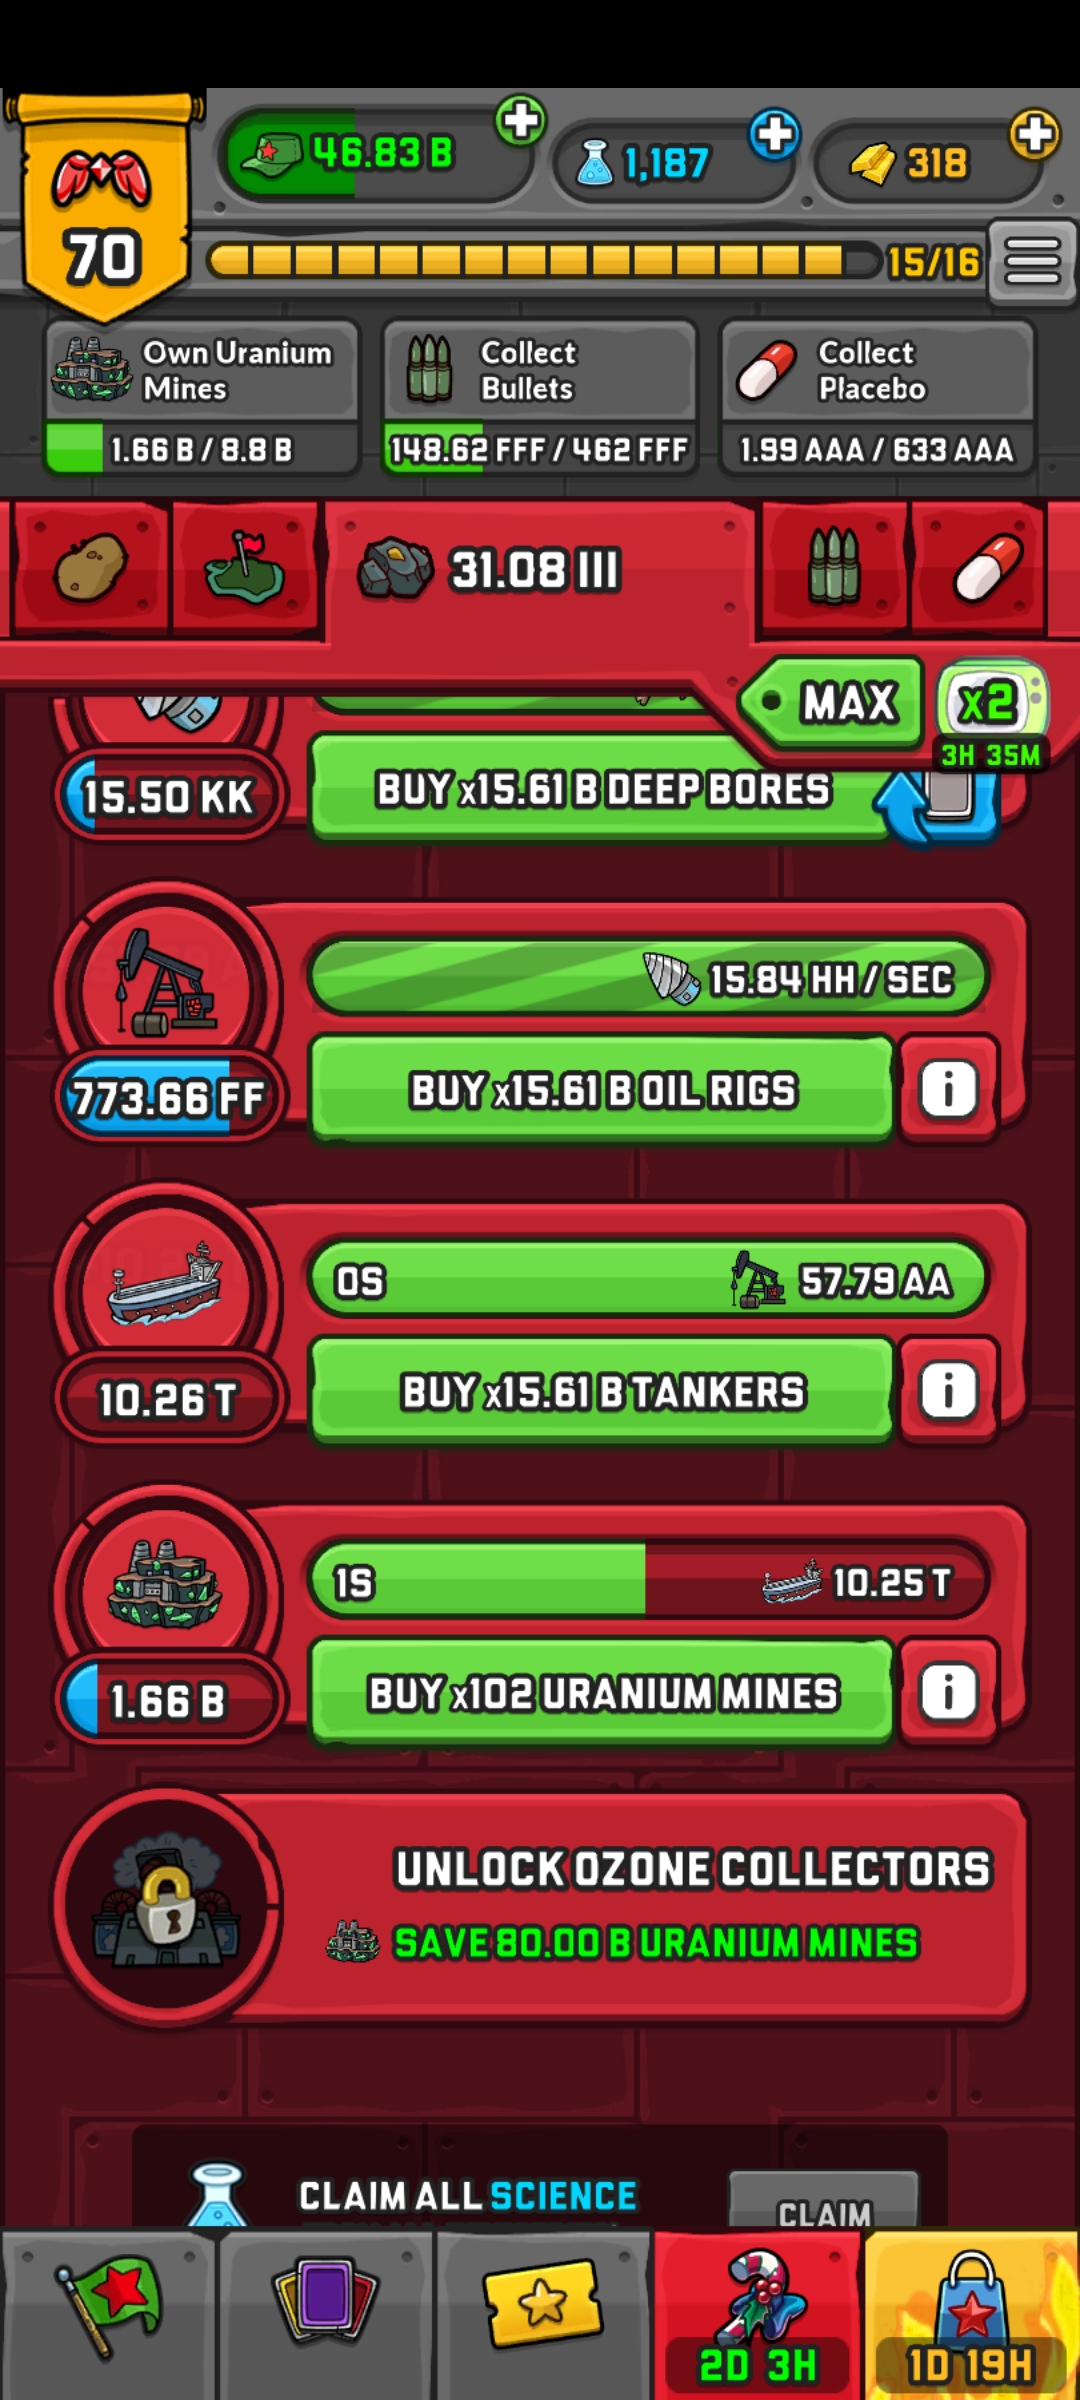 46.83 B
1,187
318
70
15/16
Own Uranium
Mines
1.66 B / 8.8 B
Collect
Bullets
148.62 FFF / 462 FFF
Collect
Placebo
1.99 AAA / 633 AAA
31.08 III
MAX
x2
3H 35M
15.50 KK
BUY x15.61 B DEEP BORES
15.84 HH / SEC
773.66 FF
BUY x15.61 B OIL RIGS
i
0S
57.79 AA
10.26 T
BUY x15.61 B TANKERS
i
1S
10.25 T
1.66 B
BUY x102 URANIUM MINES
i
UNLOCK OZONE COLLECTORS
SAVE 80.00 B URANIUM MINES
CLAIM ALL SCIENCE
CLAIM
2D 3H
1D 19H